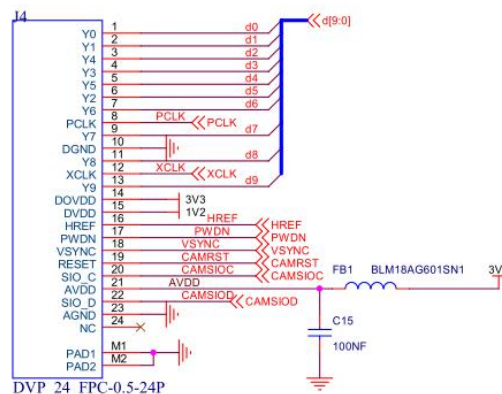 J4
Y0 1 d0 d[9:0]
Y1 2 d1
Y4 3 d2
Y3 4 d3
Y5 5 d4
Y2 6 d5
Y6 7 d6
PCLK 8 PCLK PCLK
Y7 9 d7
DGND 10
Y8 11 d8
XCLK 12 XCLK XCLK
Y9 13 d9
DOVDD 14 3V3
DVDD 15 1V2
HREF 16 HREF HREF
PWDN 17 PWDN PWDN
VSYNC 18 VSYNC VSYNC
RESET 19 CAMRST CAMRST
SIO_C 20 CAMSIOC CAMSIOC FB1 BLM18AG601SN1 3V
AVDD 21 AVDD
SIO_D 22 CAMSIOD CAMSIOD
AGND 23
NC 24
C15
100NF
PAD1 M1
PAD2 M2
DVP_24_FPC-0.5-24P